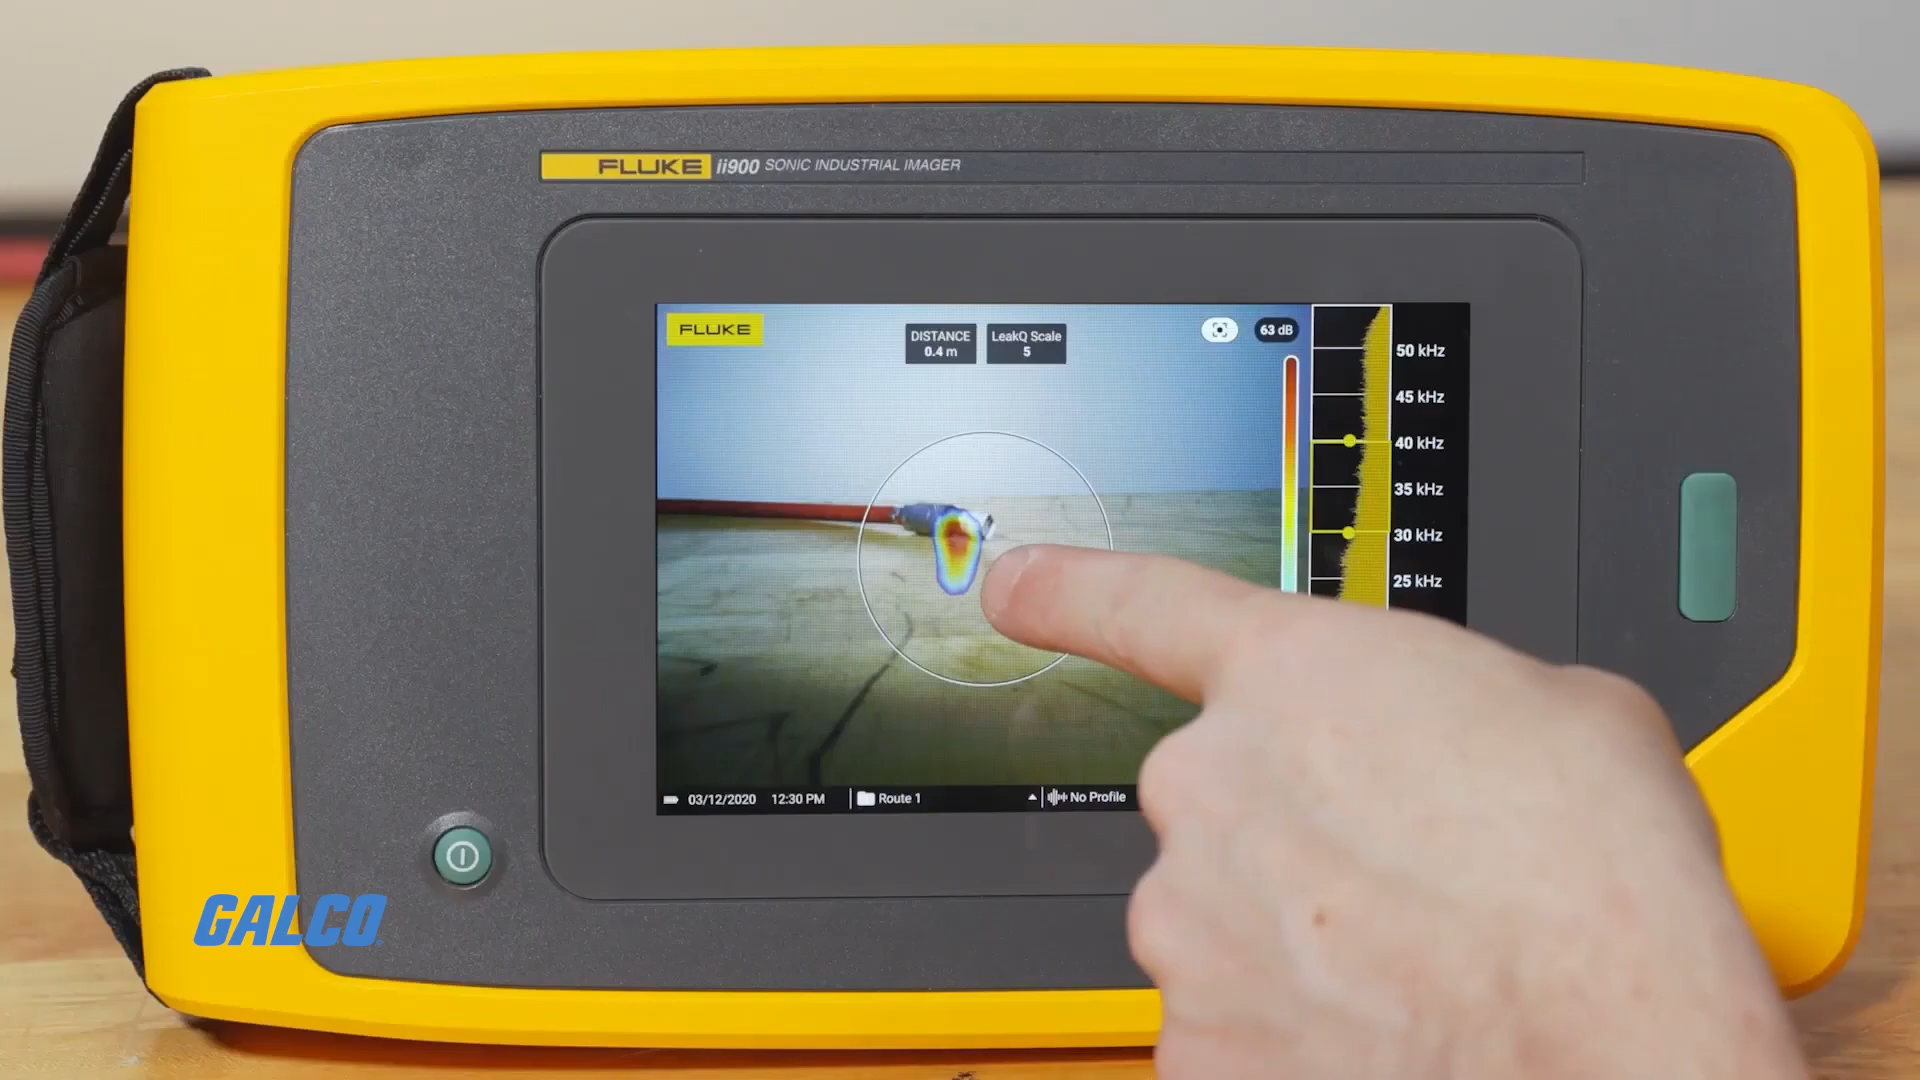 FLUKE ii900 SONIC INDUSTRIAL IMAGER
FLUKE
DISTANCE
0.4 m
LeakQ Scale
5
63 dB
50 kHz
45 kHz
40 kHz
35 kHz
30 kHz
25 kHz
03/12/2020 12:30 PM Route 1 No Profile
GALCO